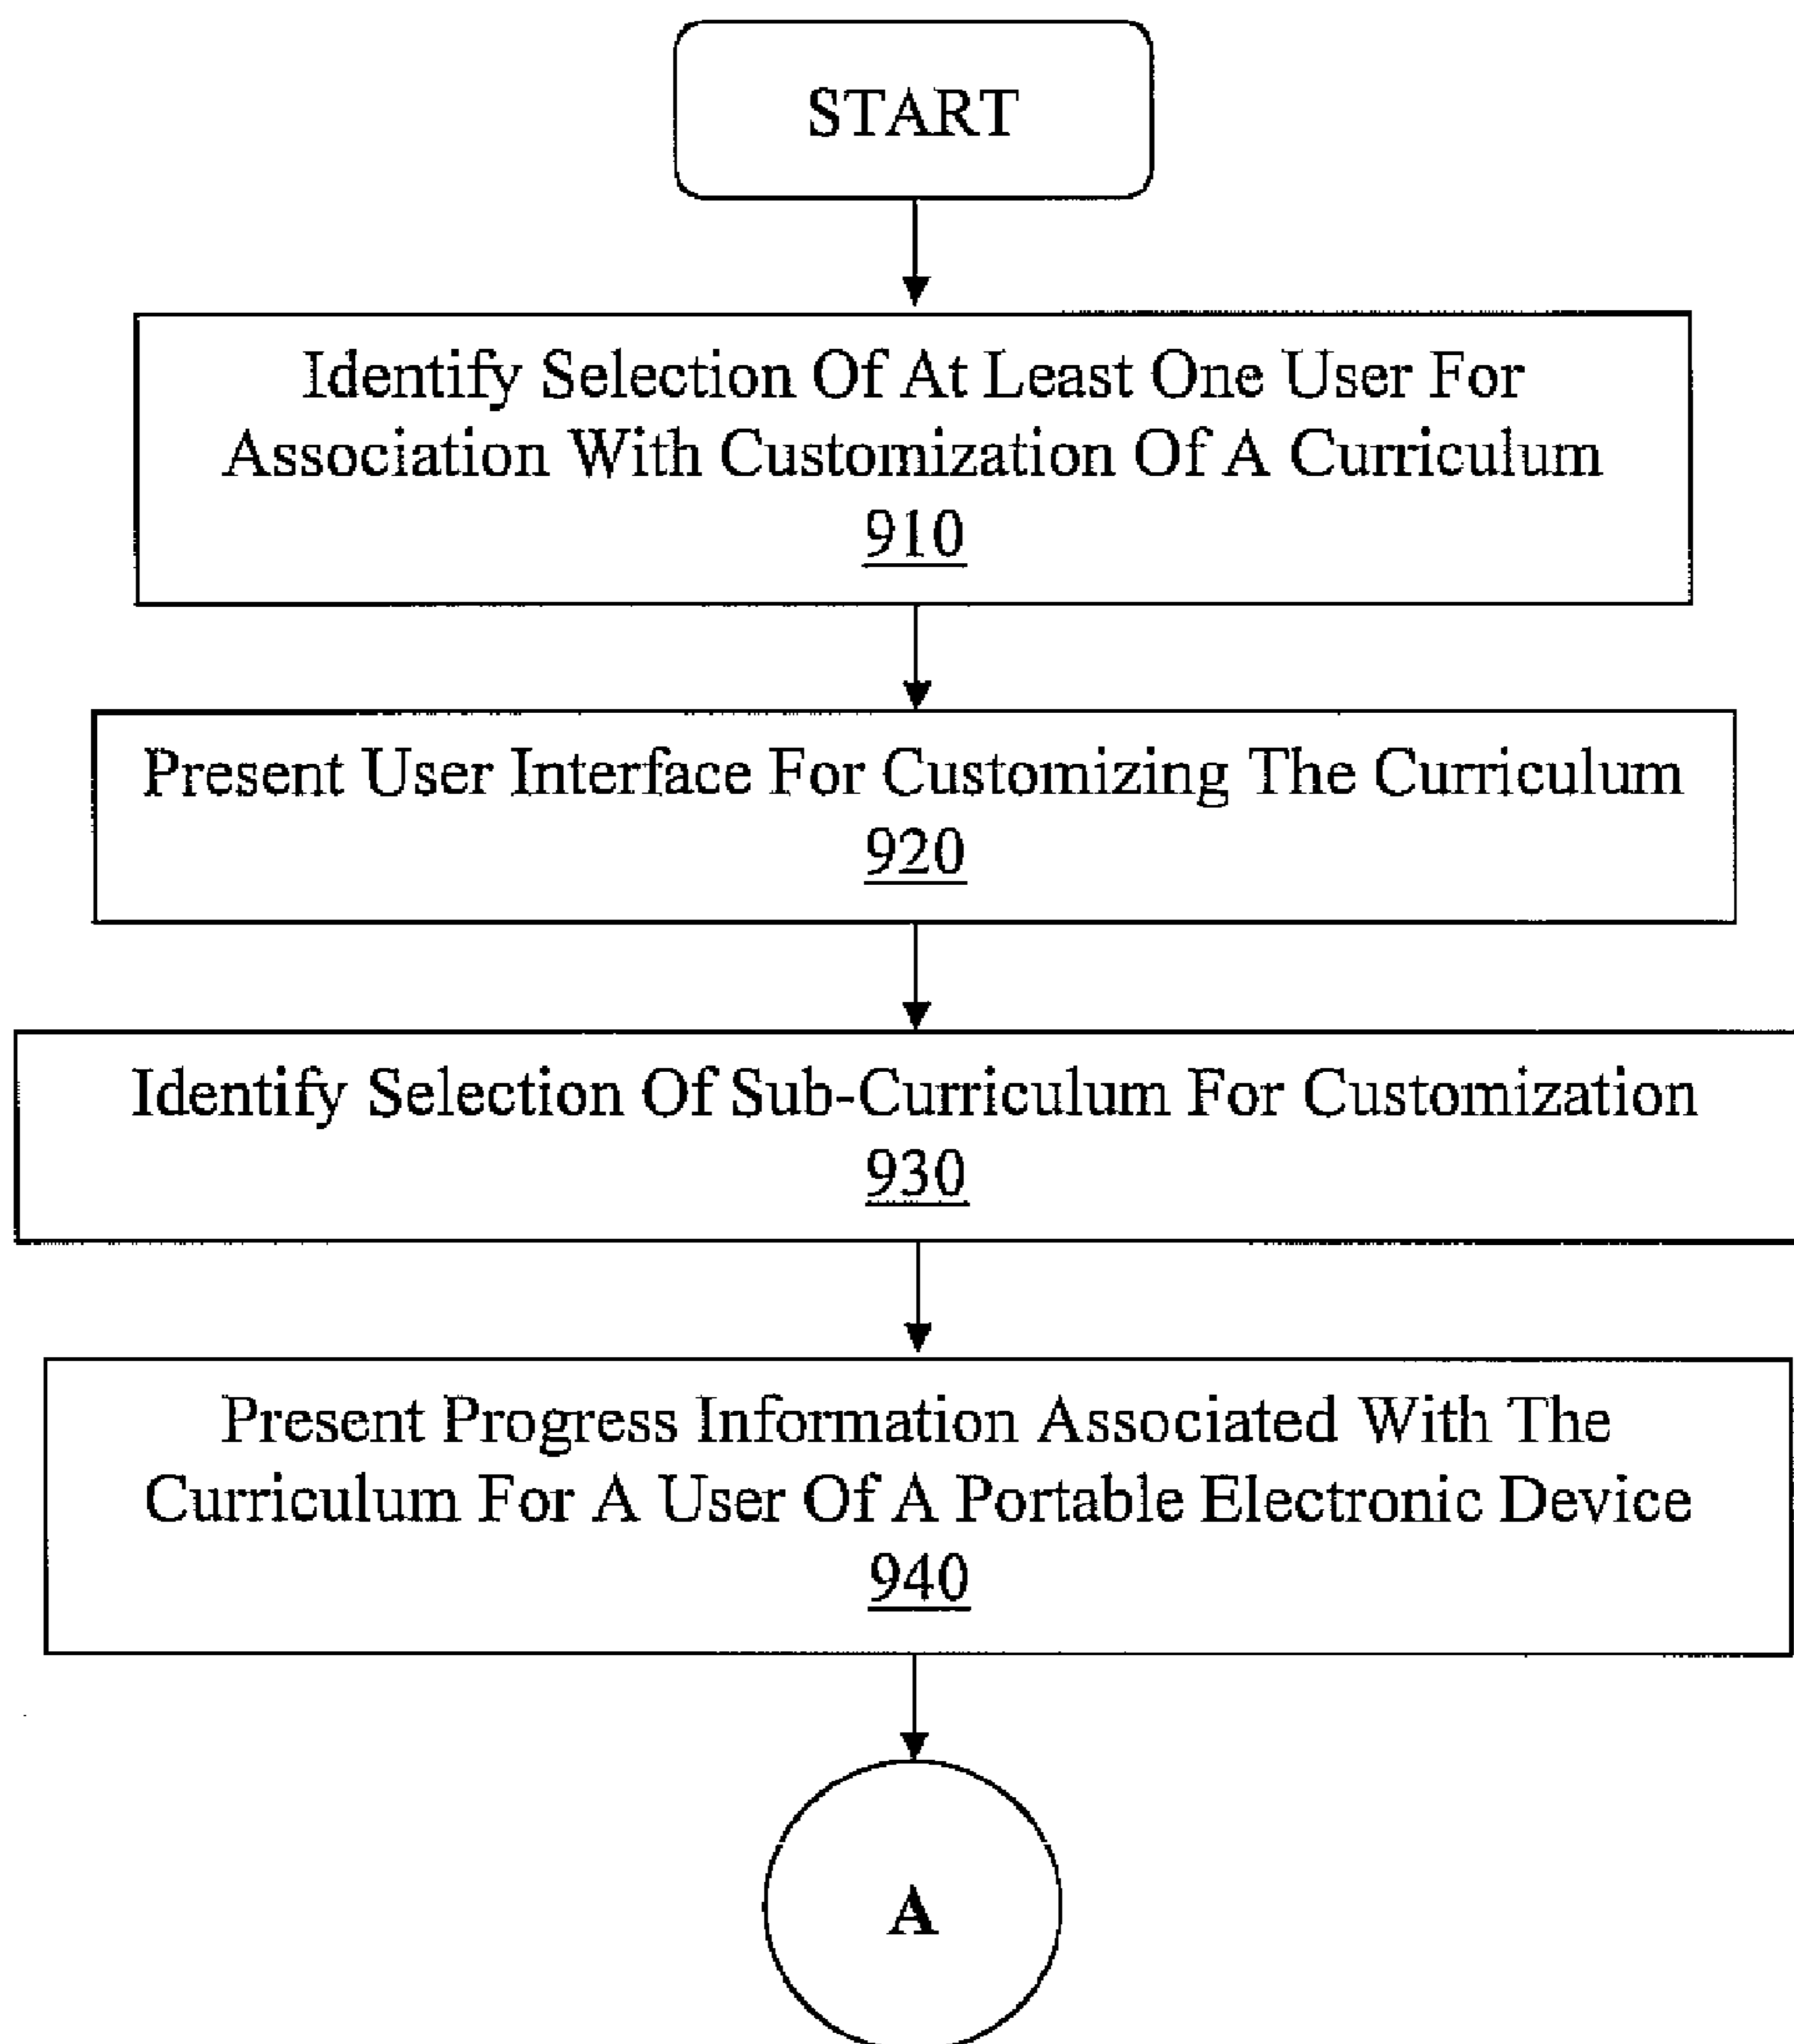 START
Identify Selection Of At Least One User For
Association With Customization Of A Curriculum
910
Present User Interface For Customizing The Curriculum
920
Identify Selection Of Sub-Curriculum For Customization
930
Present Progress Information Associated With The
Curriculum For A User Of A Portable Electronic Device
940
A